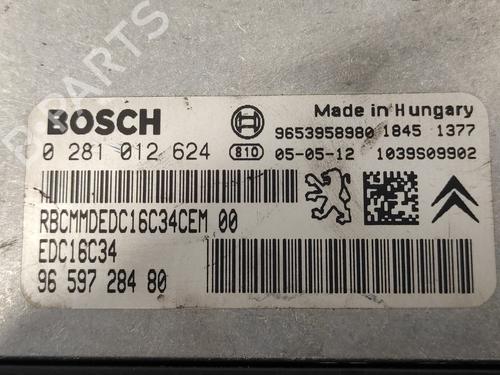 BOSCH
Made in Hungary
9653958980 1845 1377
0 281 012 624
810
05-05-12 1039S09902
RBCMMDEDC16C34CEM 00
EDC16C34
96 597 284 80
B PARTS